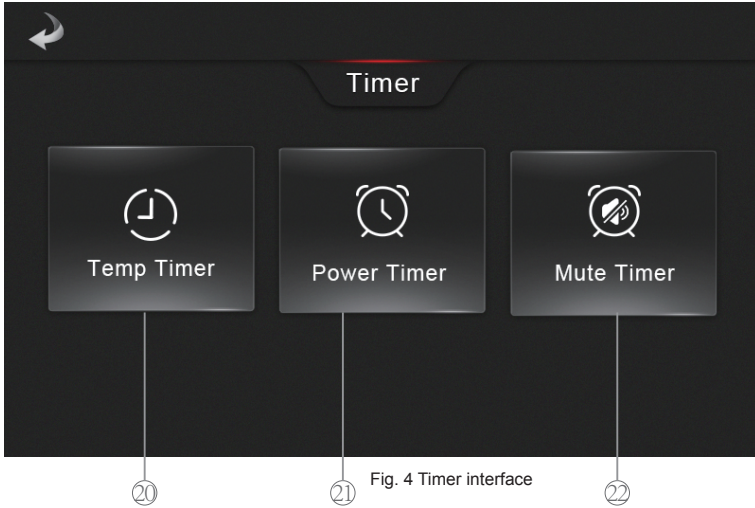 Timer
Temp Timer
Power Timer
Mute Timer
Fig. 4 Timer interface
⑳
㉑
㉒